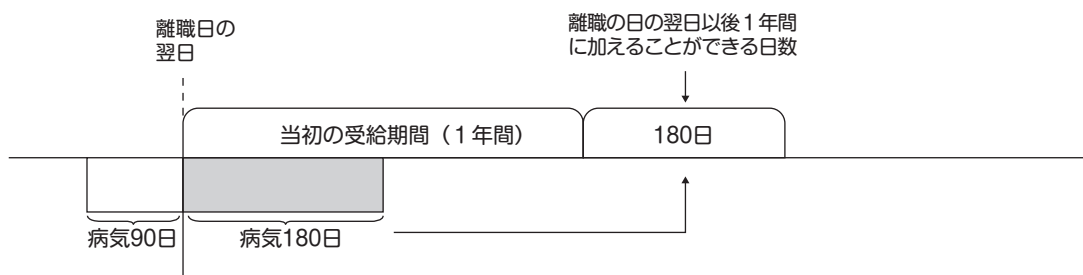 離職日の
翌日
離職の日の翌日以後1年間
に加えることができる日数
当初の受給期間（1年間）
180日
病気90日
病気180日